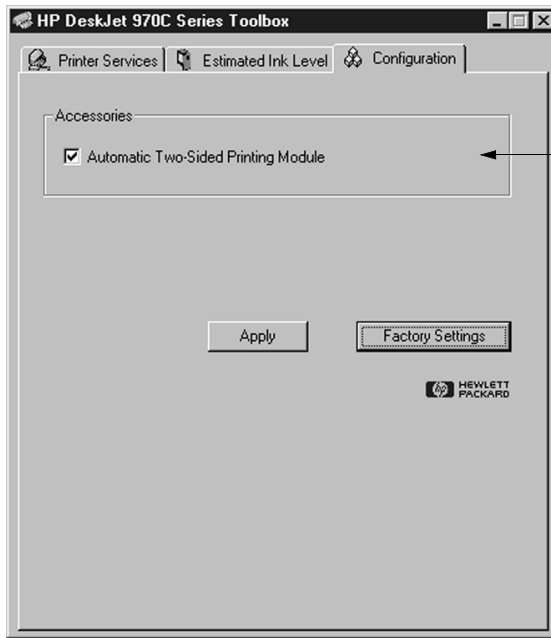 HP DeskJet 970C Series Toolbox
Printer Services
Estimated Ink Level
Configuration
Accessories
Automatic Two-Sided Printing Module
Apply
Factory Settings
hp
HEWLETT
PACKARD